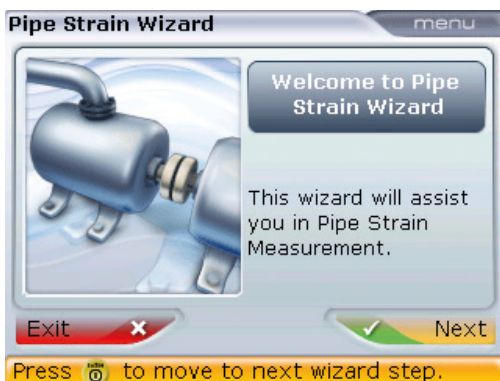 Pipe Strain Wizard
menu
Welcome to Pipe
Strain Wizard
This wizard will assist
you in Pipe Strain
Measurement.
Exit
Next
Press to move to next wizard step.